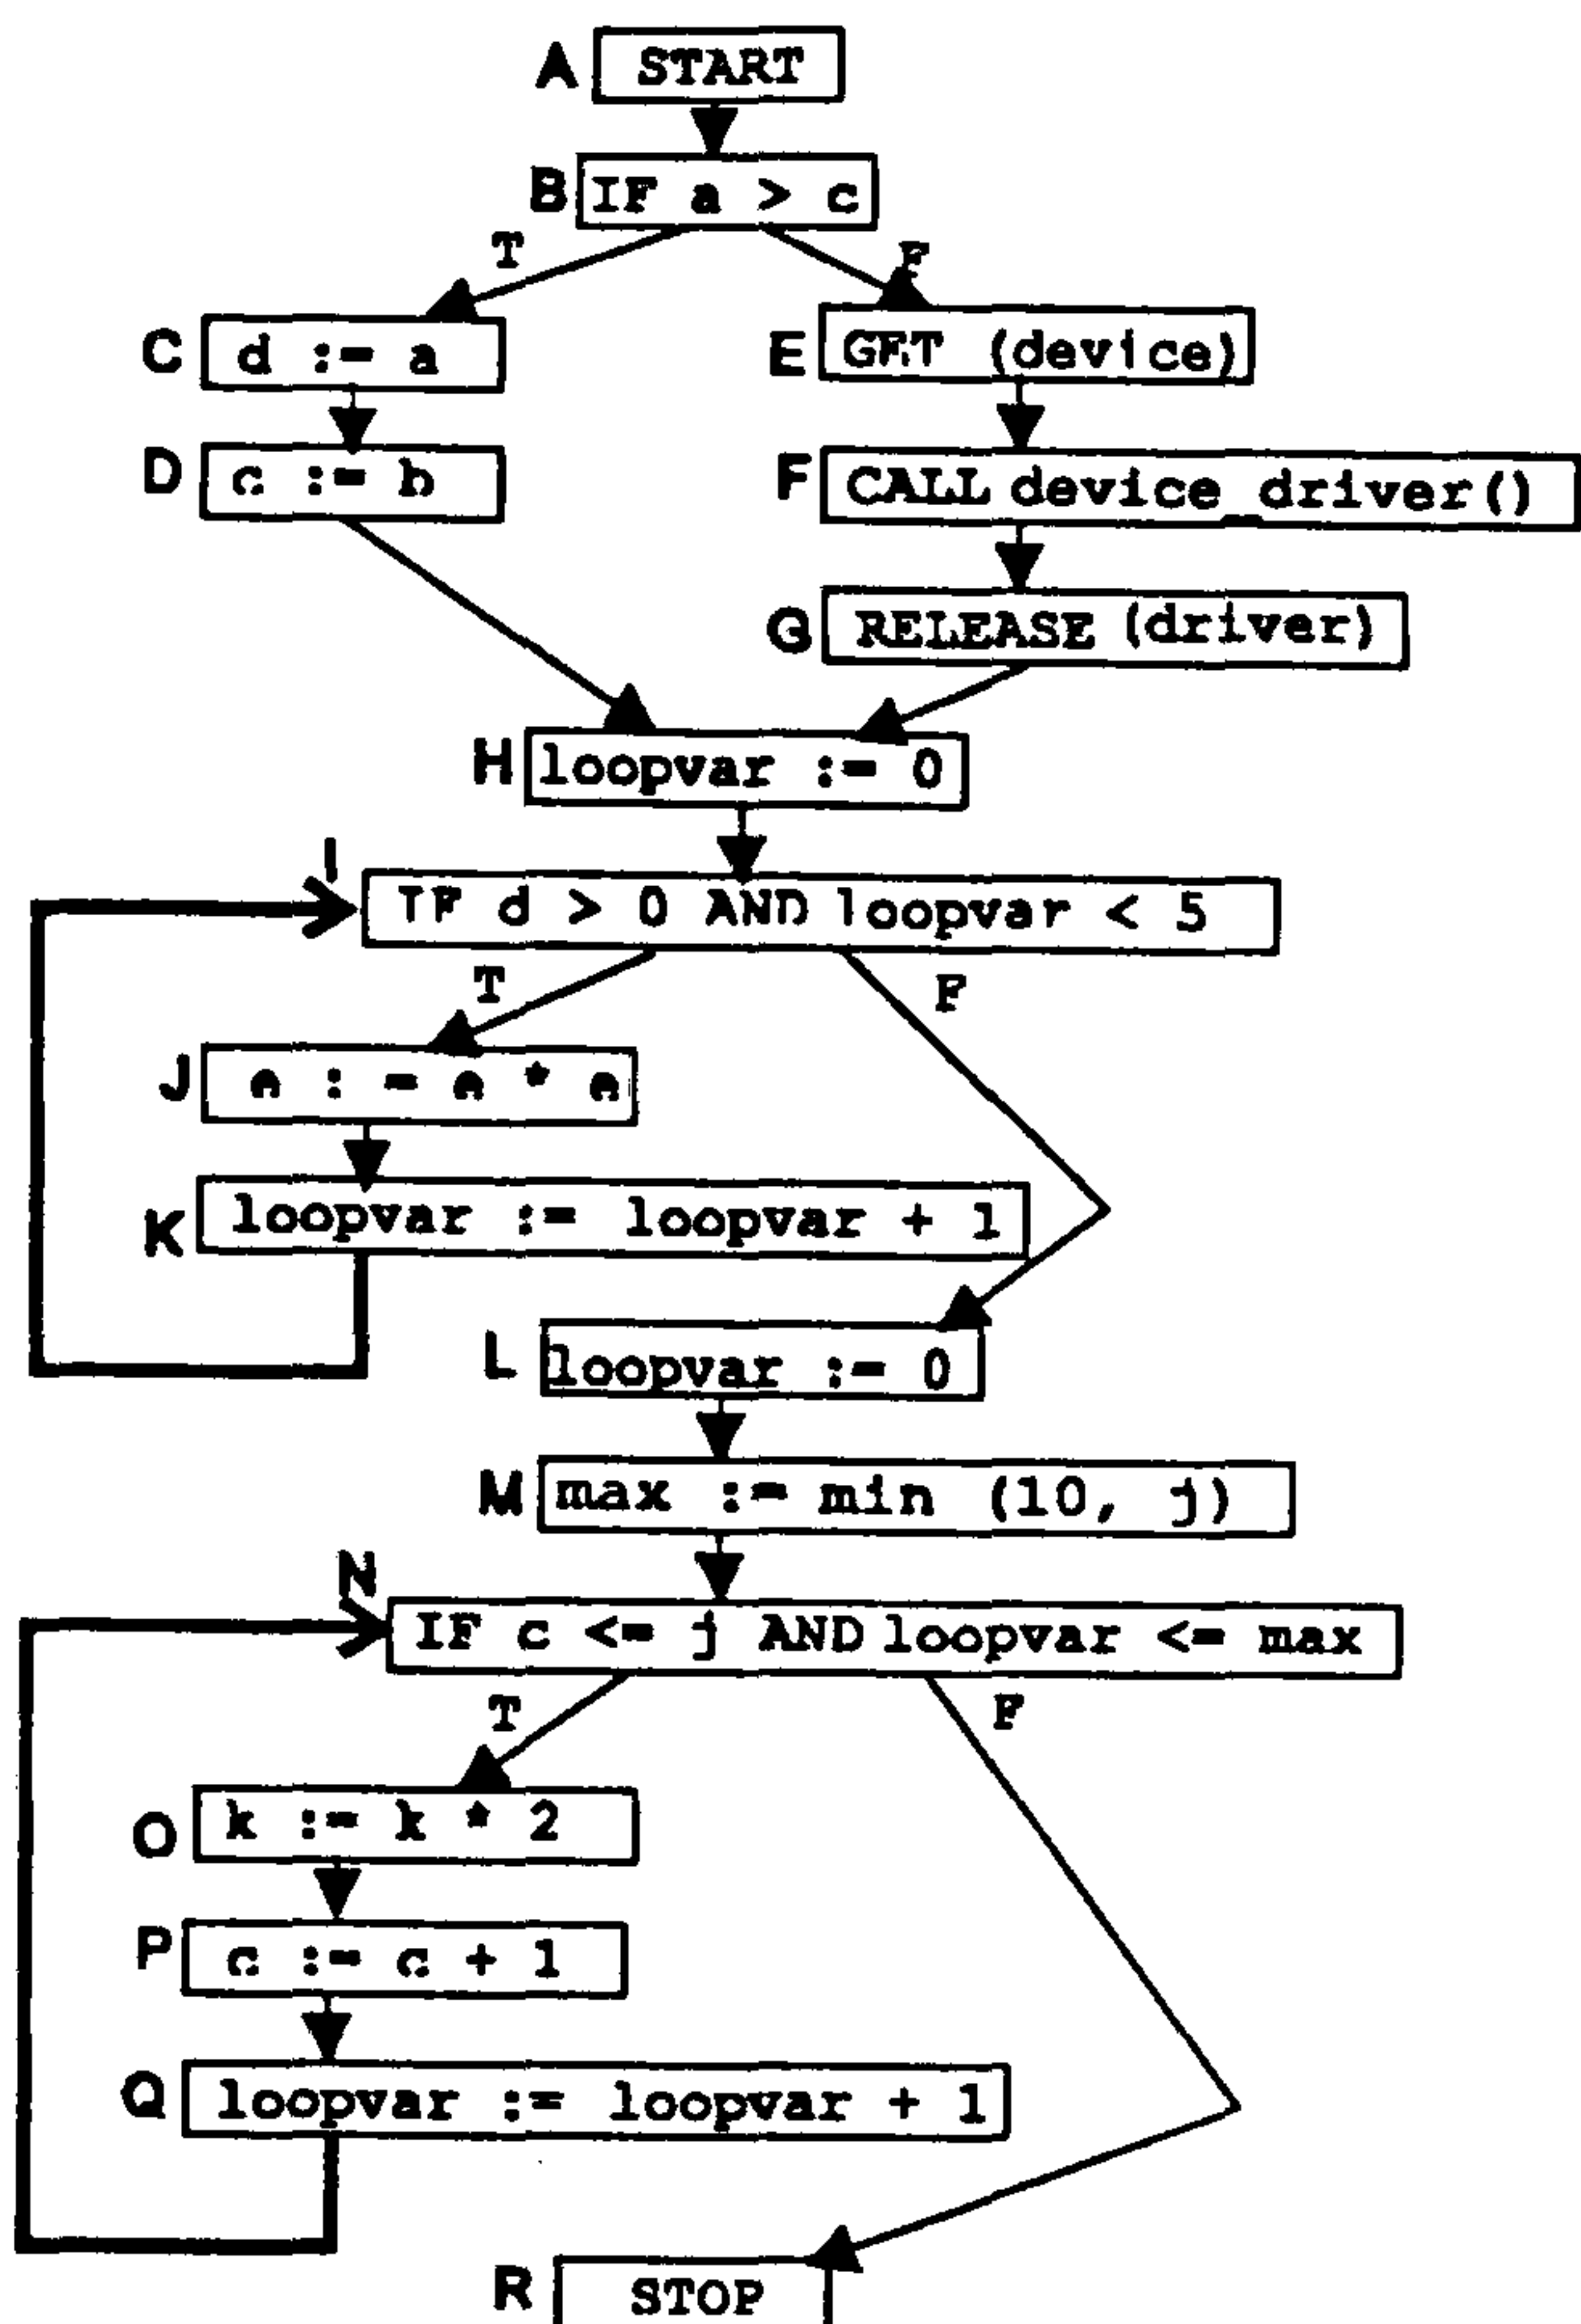 A START
B IF a > c
T F
C d := a
E GET (device)
D c := b
F CALL device_driver()
G RELEASE (driver)
H loopvar := 0
I
IF d > 0 AND loopvar < 5
T F
J e := e * e
K loopvar := loopvar + 1
L loopvar := 0
M max := min (10, j)
N
IF c <= j AND loopvar <= max
T F
O k := k * 2
P c := c + 1
Q loopvar := loopvar + 1
R STOP